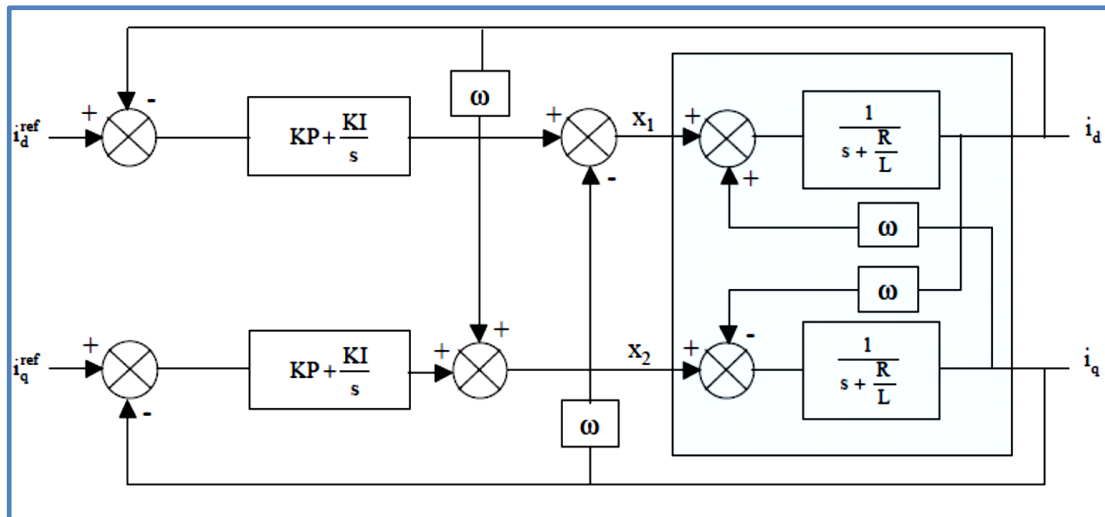 ω
+
-
i_d^ref
KP + KI/s
+
-
x₁
+
+
1/(s + R/L)
i_d
ω
ω
+
-
i_q^ref
KP + KI/s
+
+
x₂
+
-
1/(s + R/L)
i_q
ω